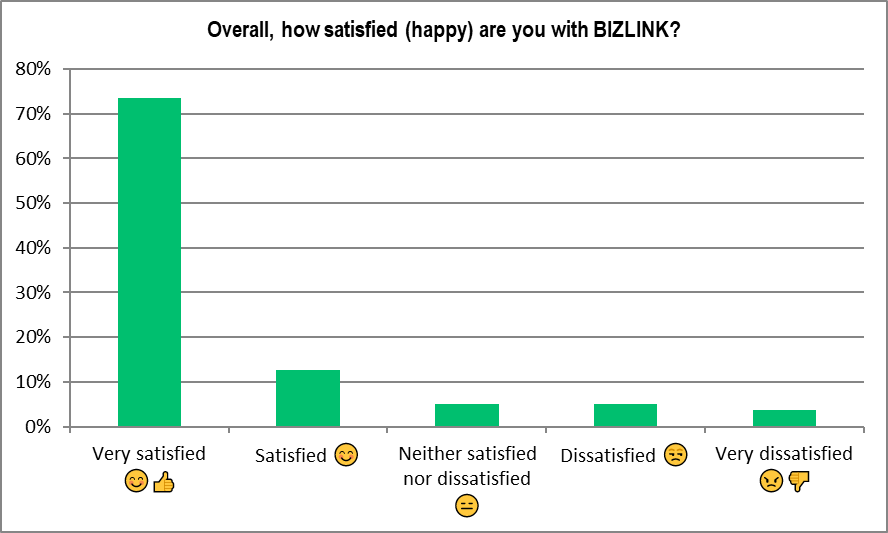 Overall, how satisfied (happy) are you with BIZLINK?
80%
70%
60%
50%
40%
30%
20%
10%
0%
Very satisfied
😊👍
Satisfied 😊
Neither satisfied
nor dissatisfied
😑
Dissatisfied 😒
Very dissatisfied
😠👎